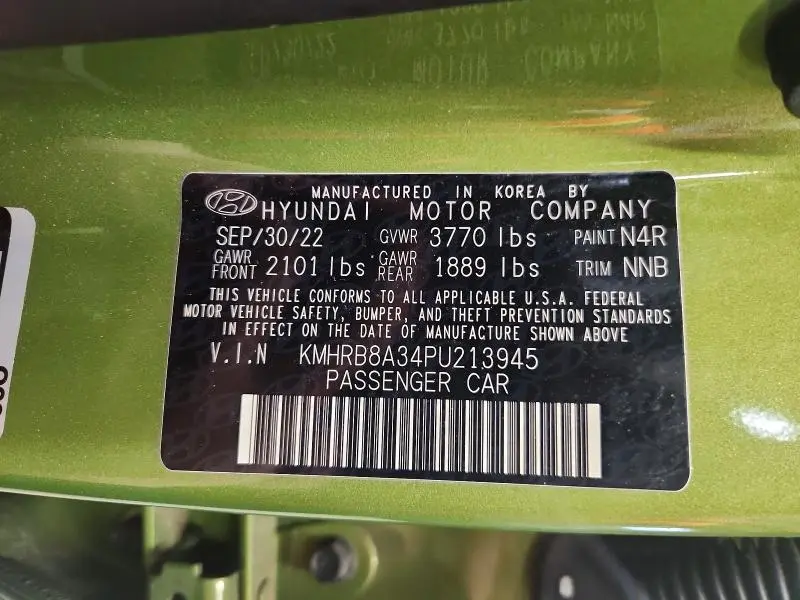 MANUFACTURED IN KOREA BY
HYUNDAI MOTOR COMPANY
SEP/30/22 GVWR 3770 lbs PAINT N4R
GAWR FRONT 2101 lbs GAWR REAR 1889 lbs TRIM NNB
THIS VEHICLE CONFORMS TO ALL APPLICABLE U.S.A. FEDERAL
MOTOR VEHICLE SAFETY, BUMPER, AND THEFT PREVENTION STANDARDS
IN EFFECT ON THE DATE OF MANUFACTURE SHOWN ABOVE
V.I.N KMHRB8A34PU213945
PASSENGER CAR